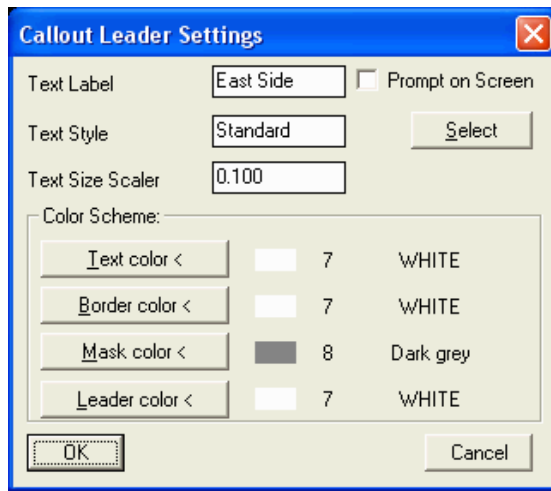 Callout Leader Settings
Text Label East Side Prompt on Screen
Text Style Standard Select
Text Size Scaler 0.100
Color Scheme:
Text color < 7 WHITE
Border color < 7 WHITE
Mask color < 8 Dark grey
Leader color < 7 WHITE
OK Cancel